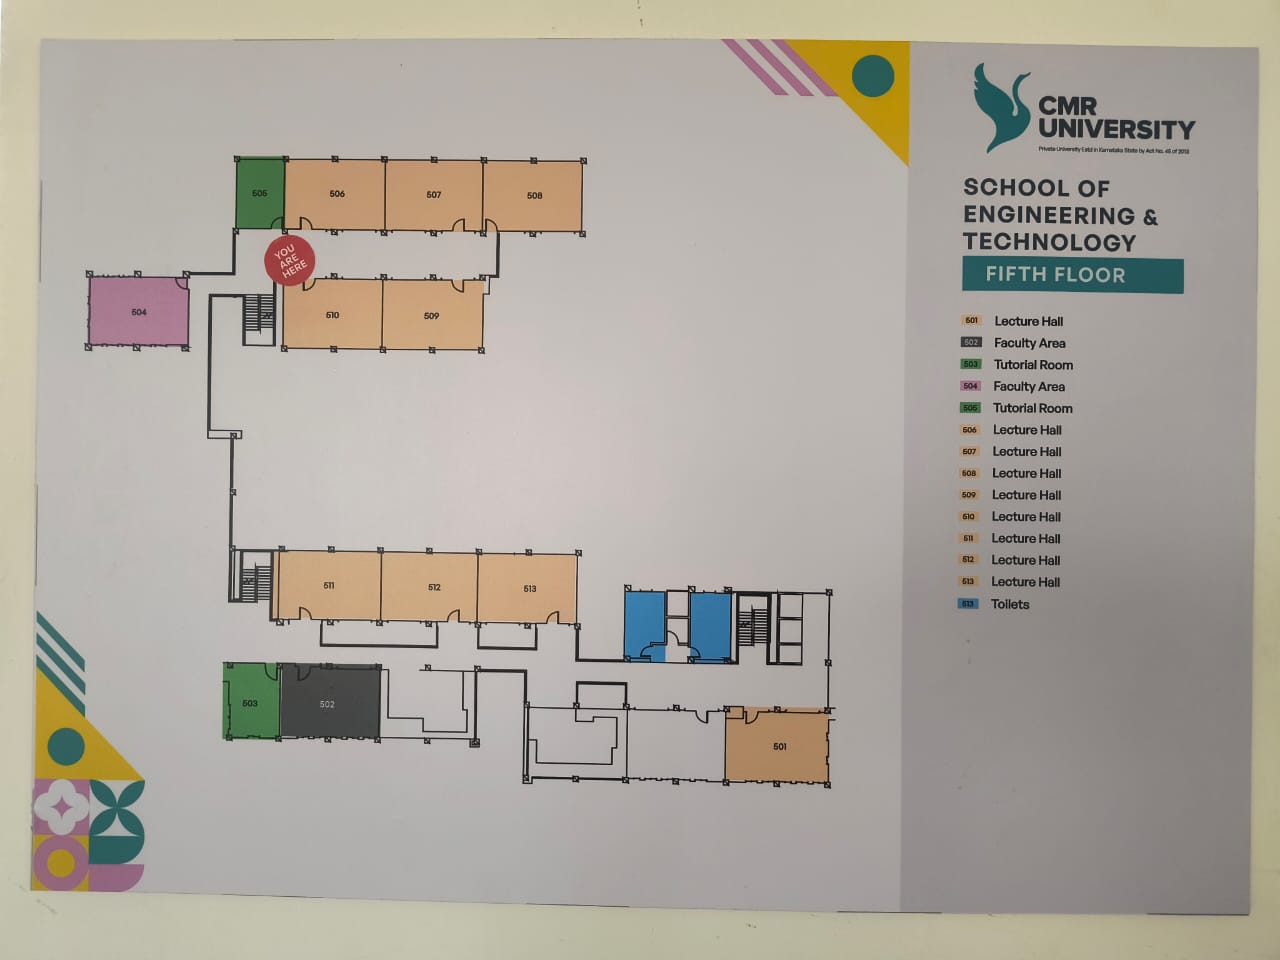 CMR
UNIVERSITY
Private University Estd in Karnataka State by Act No. 45 of 2013
SCHOOL OF
ENGINEERING &
TECHNOLOGY
FIFTH FLOOR
501 Lecture Hall
502 Faculty Area
503 Tutorial Room
504 Faculty Area
505 Tutorial Room
506 Lecture Hall
507 Lecture Hall
508 Lecture Hall
509 Lecture Hall
510 Lecture Hall
511 Lecture Hall
512 Lecture Hall
513 Lecture Hall
513 Toilets
505 506 507 508
YOU
ARE
HERE
504 510 509
511 512 513
503 502
501